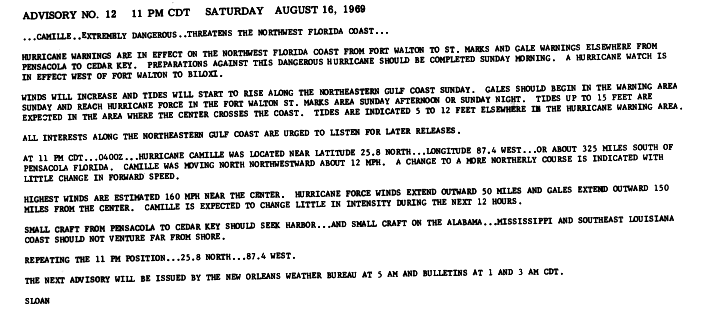 ADVISORY NO. 12 11 PM CDT SATURDAY AUGUST 16, 1969
...CAMILLE..EXTREMELY DANGEROUS..THREATENS THE NORTHWEST FLORIDA COAST...
HURRICANE WARNINGS ARE IN EFFECT ON THE NORTHWEST FLORIDA COAST FROM FORT WALTON TO ST. MARKS AND GALE WARNINGS ELSEWHERE FROM
PENSACOLA TO CEDAR KEY. PREPARATIONS AGAINST THIS DANGEROUS HURRICANE SHOULD BE COMPLETED SUNDAY MORNING. A HURRICANE WATCH IS
IN EFFECT WEST OF FORT WALTON TO BILOXI.
WINDS WILL INCREASE AND TIDES WILL START TO RISE ALONG THE NORTHEASTERN GULF COAST SUNDAY. GALES SHOULD BEGIN IN THE WARNING AREA
SUNDAY AND REACH HURRICANE FORCE IN THE FORT WALTON ST. MARKS AREA SUNDAY AFTERNOON OR SUNDAY NIGHT. TIDES UP TO 15 FEET ARE
EXPECTED IN THE AREA WHERE THE CENTER CROSSES THE COAST. TIDES ARE INDICATED 5 TO 12 FEET ELSEWHERE IN THE HURRICANE WARNING AREA.
ALL INTERESTS ALONG THE NORTHEASTERN GULF COAST ARE URGED TO LISTEN FOR LATER RELEASES.
AT 11 PM CDT...0400Z...HURRICANE CAMILLE WAS LOCATED NEAR LATITUDE 25.8 NORTH...LONGITUDE 87.4 WEST...OR ABOUT 325 MILES SOUTH OF
PENSACOLA FLORIDA. CAMILLE WAS MOVING NORTH NORTHWESTWARD ABOUT 12 MPH. A CHANGE TO A MORE NORTHERLY COURSE IS INDICATED WITH
LITTLE CHANGE IN FORWARD SPEED.
HIGHEST WINDS ARE ESTIMATED 160 MPH NEAR THE CENTER. HURRICANE FORCE WINDS EXTEND OUTWARD 50 MILES AND GALES EXTEND OUTWARD 150
MILES FROM THE CENTER. CAMILLE IS EXPECTED TO CHANGE LITTLE IN INTENSITY DURING THE NEXT 12 HOURS.
SMALL CRAFT FROM PENSACOLA TO CEDAR KEY SHOULD SEEK HARBOR...AND SMALL CRAFT ON THE ALABAMA...MISSISSIPPI AND SOUTHEAST LOUISIANA
COAST SHOULD NOT VENTURE FAR FROM SHORE.
REPEATING THE 11 PM POSITION...25.8 NORTH...87.4 WEST.
THE NEXT ADVISORY WILL BE ISSUED BY THE NEW ORLEANS WEATHER BUREAU AT 5 AM AND BULLETINS AT 1 AND 3 AM CDT.
SLOAN